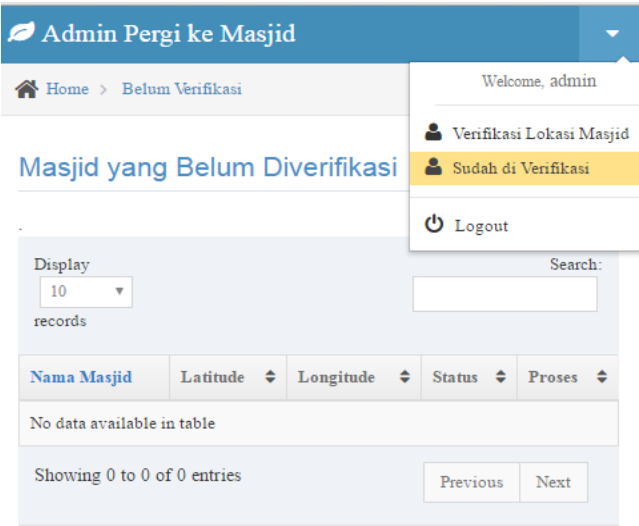 Admin Pergi ke Masjid
Home > Belum Verifikasi
Welcome, admin
Verifikasi Lokasi Masjid
Sudah di Verifikasi
Logout
Masjid yang Belum Diverifikasi
.
Display
10
records
Search:
Nama Masjid Latitude Longitude Status Proses
No data available in table
Showing 0 to 0 of 0 entries
Previous Next